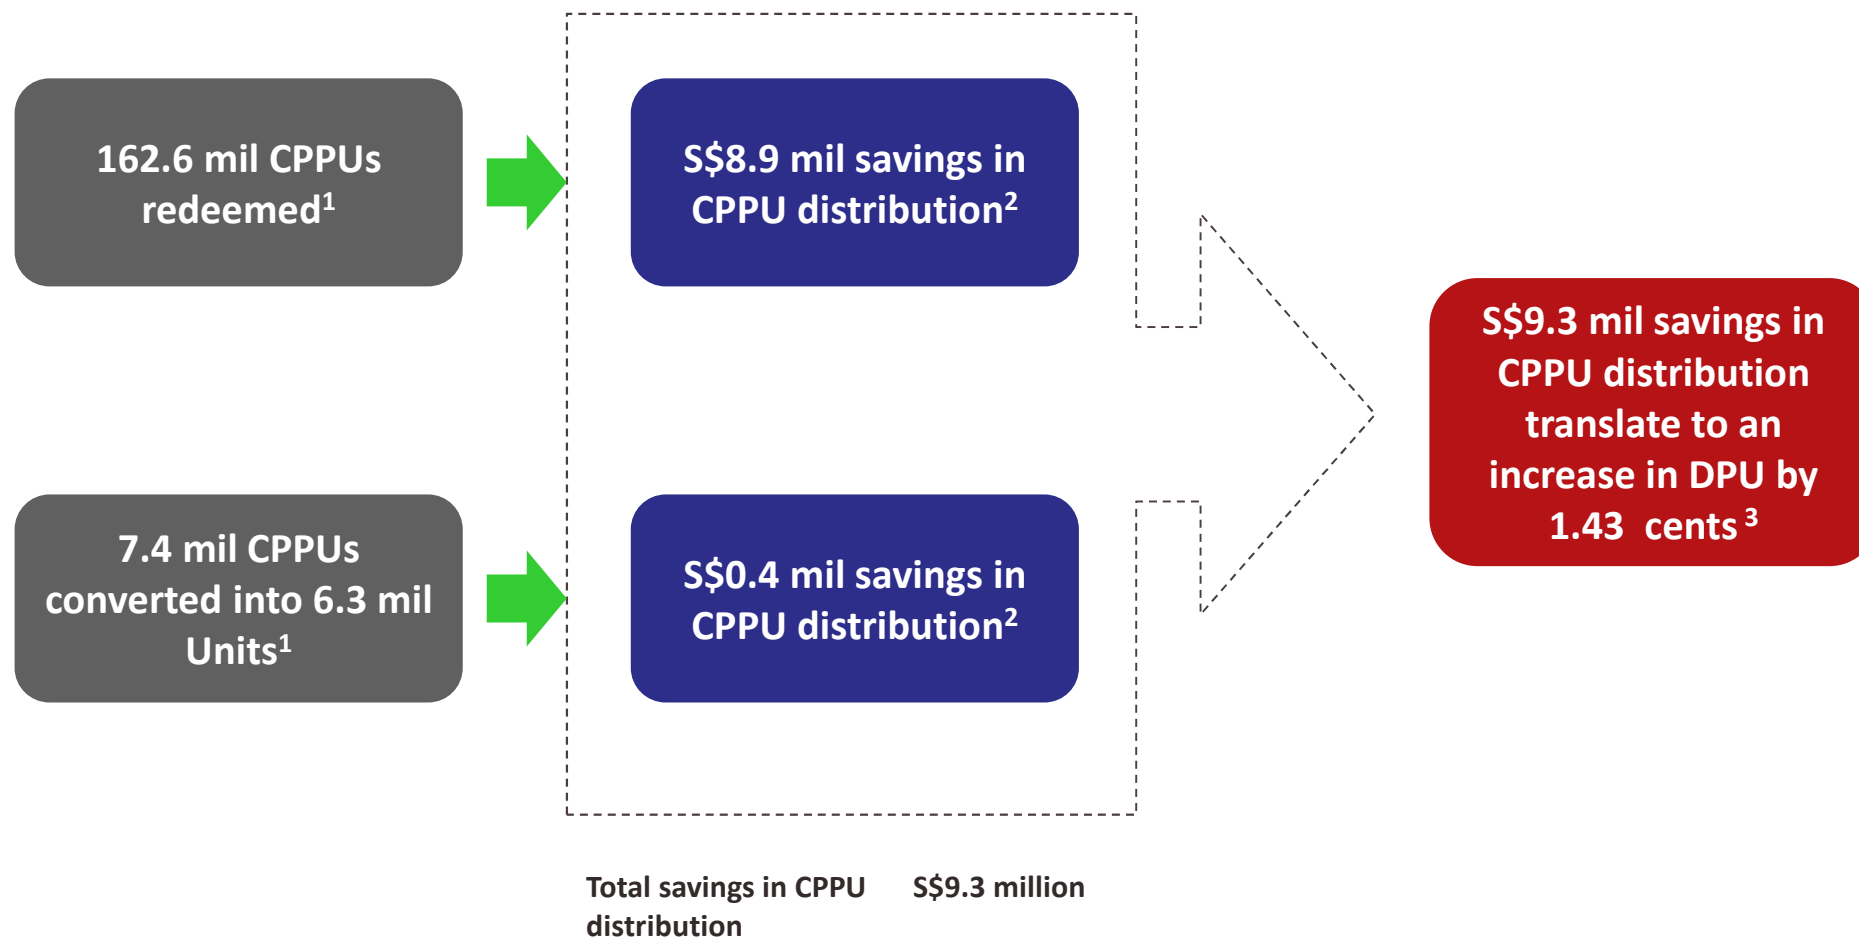 162.6 mil CPPUs
redeemed1
S$8.9 mil savings in
CPPU distribution2
7.4 mil CPPUs
converted into 6.3 mil
Units1
S$0.4 mil savings in
CPPU distribution2
S$9.3 mil savings in
CPPU distribution
translate to an
increase in DPU by
1.43 cents 3
Total savings in CPPU S$9.3 million
distribution